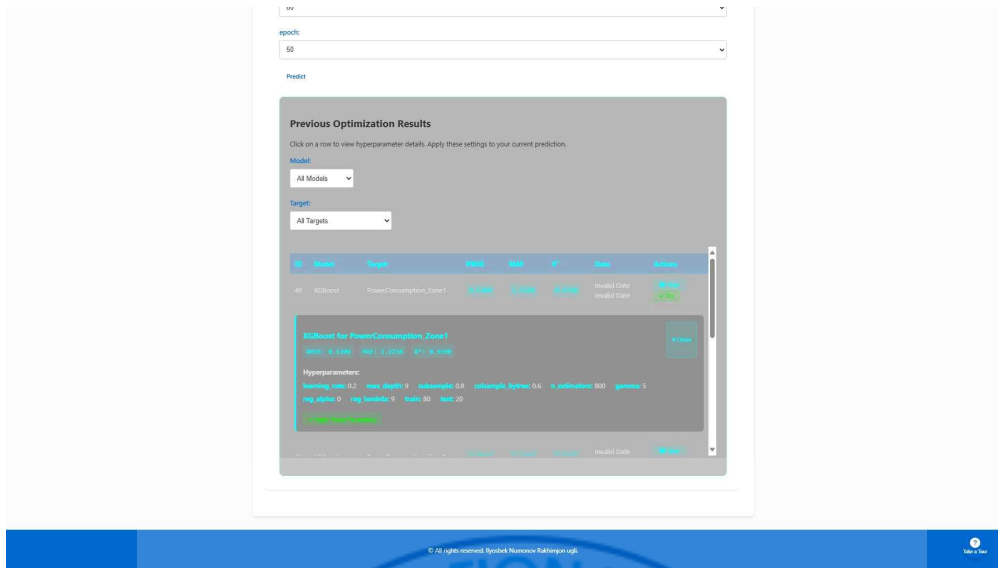 epoch:
50
Predict
Previous Optimization Results
Click on a row to view hyperparameter details. Apply these settings to your current prediction.
Model:
All Models
Target:
All Targets
ID Model Target RMSE MAE R² Date Actions
49 XGBoost PowerConsumption_Zone1 Invalid Date
Invalid Date
XGBoost for PowerConsumption_Zone1
Close
RMSE: 0.9300 MAE: 1.2250 R²: 0.9306
Hyperparameters:
learning_rate: 0.2 max_depth: 9 subsample: 0.8 colsample_bytree: 0.6 n_estimators: 800 gamma: 5
reg_alpha: 0 reg_lambda: 9 train: 80 test: 20
Invalid Date
© All rights reserved. Ilyosbek Numonov Rakhimjon ugli.
?
Take a Tour